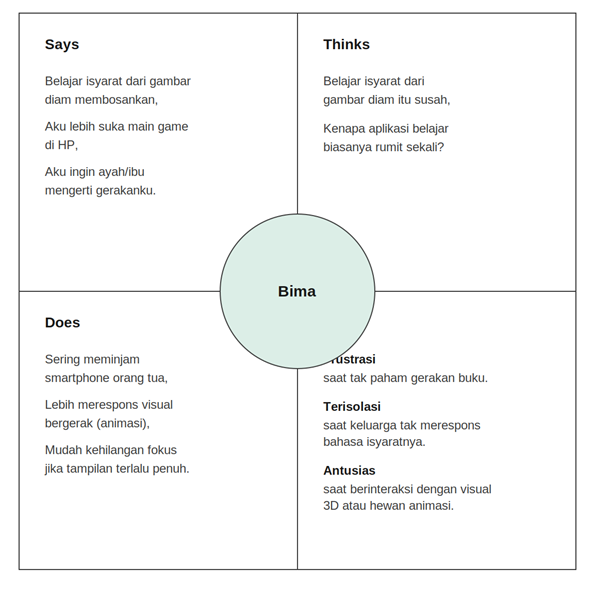 Says
Belajar isyarat dari gambar
diam membosankan,
Aku lebih suka main game
di HP,
Aku ingin ayah/ibu
mengerti gerakanku.
Thinks
Belajar isyarat dari
gambar diam itu susah,
Kenapa aplikasi belajar
biasanya rumit sekali?
Bima
Does
Sering meminjam
smartphone orang tua,
Lebih merespons visual
bergerak (animasi),
Mudah kehilangan fokus
jika tampilan terlalu penuh.
saat tak paham gerakan buku.
Terisolasi
saat keluarga tak merespons
bahasa isyaratnya.
Antusias
saat berinteraksi dengan visual
3D atau hewan animasi.